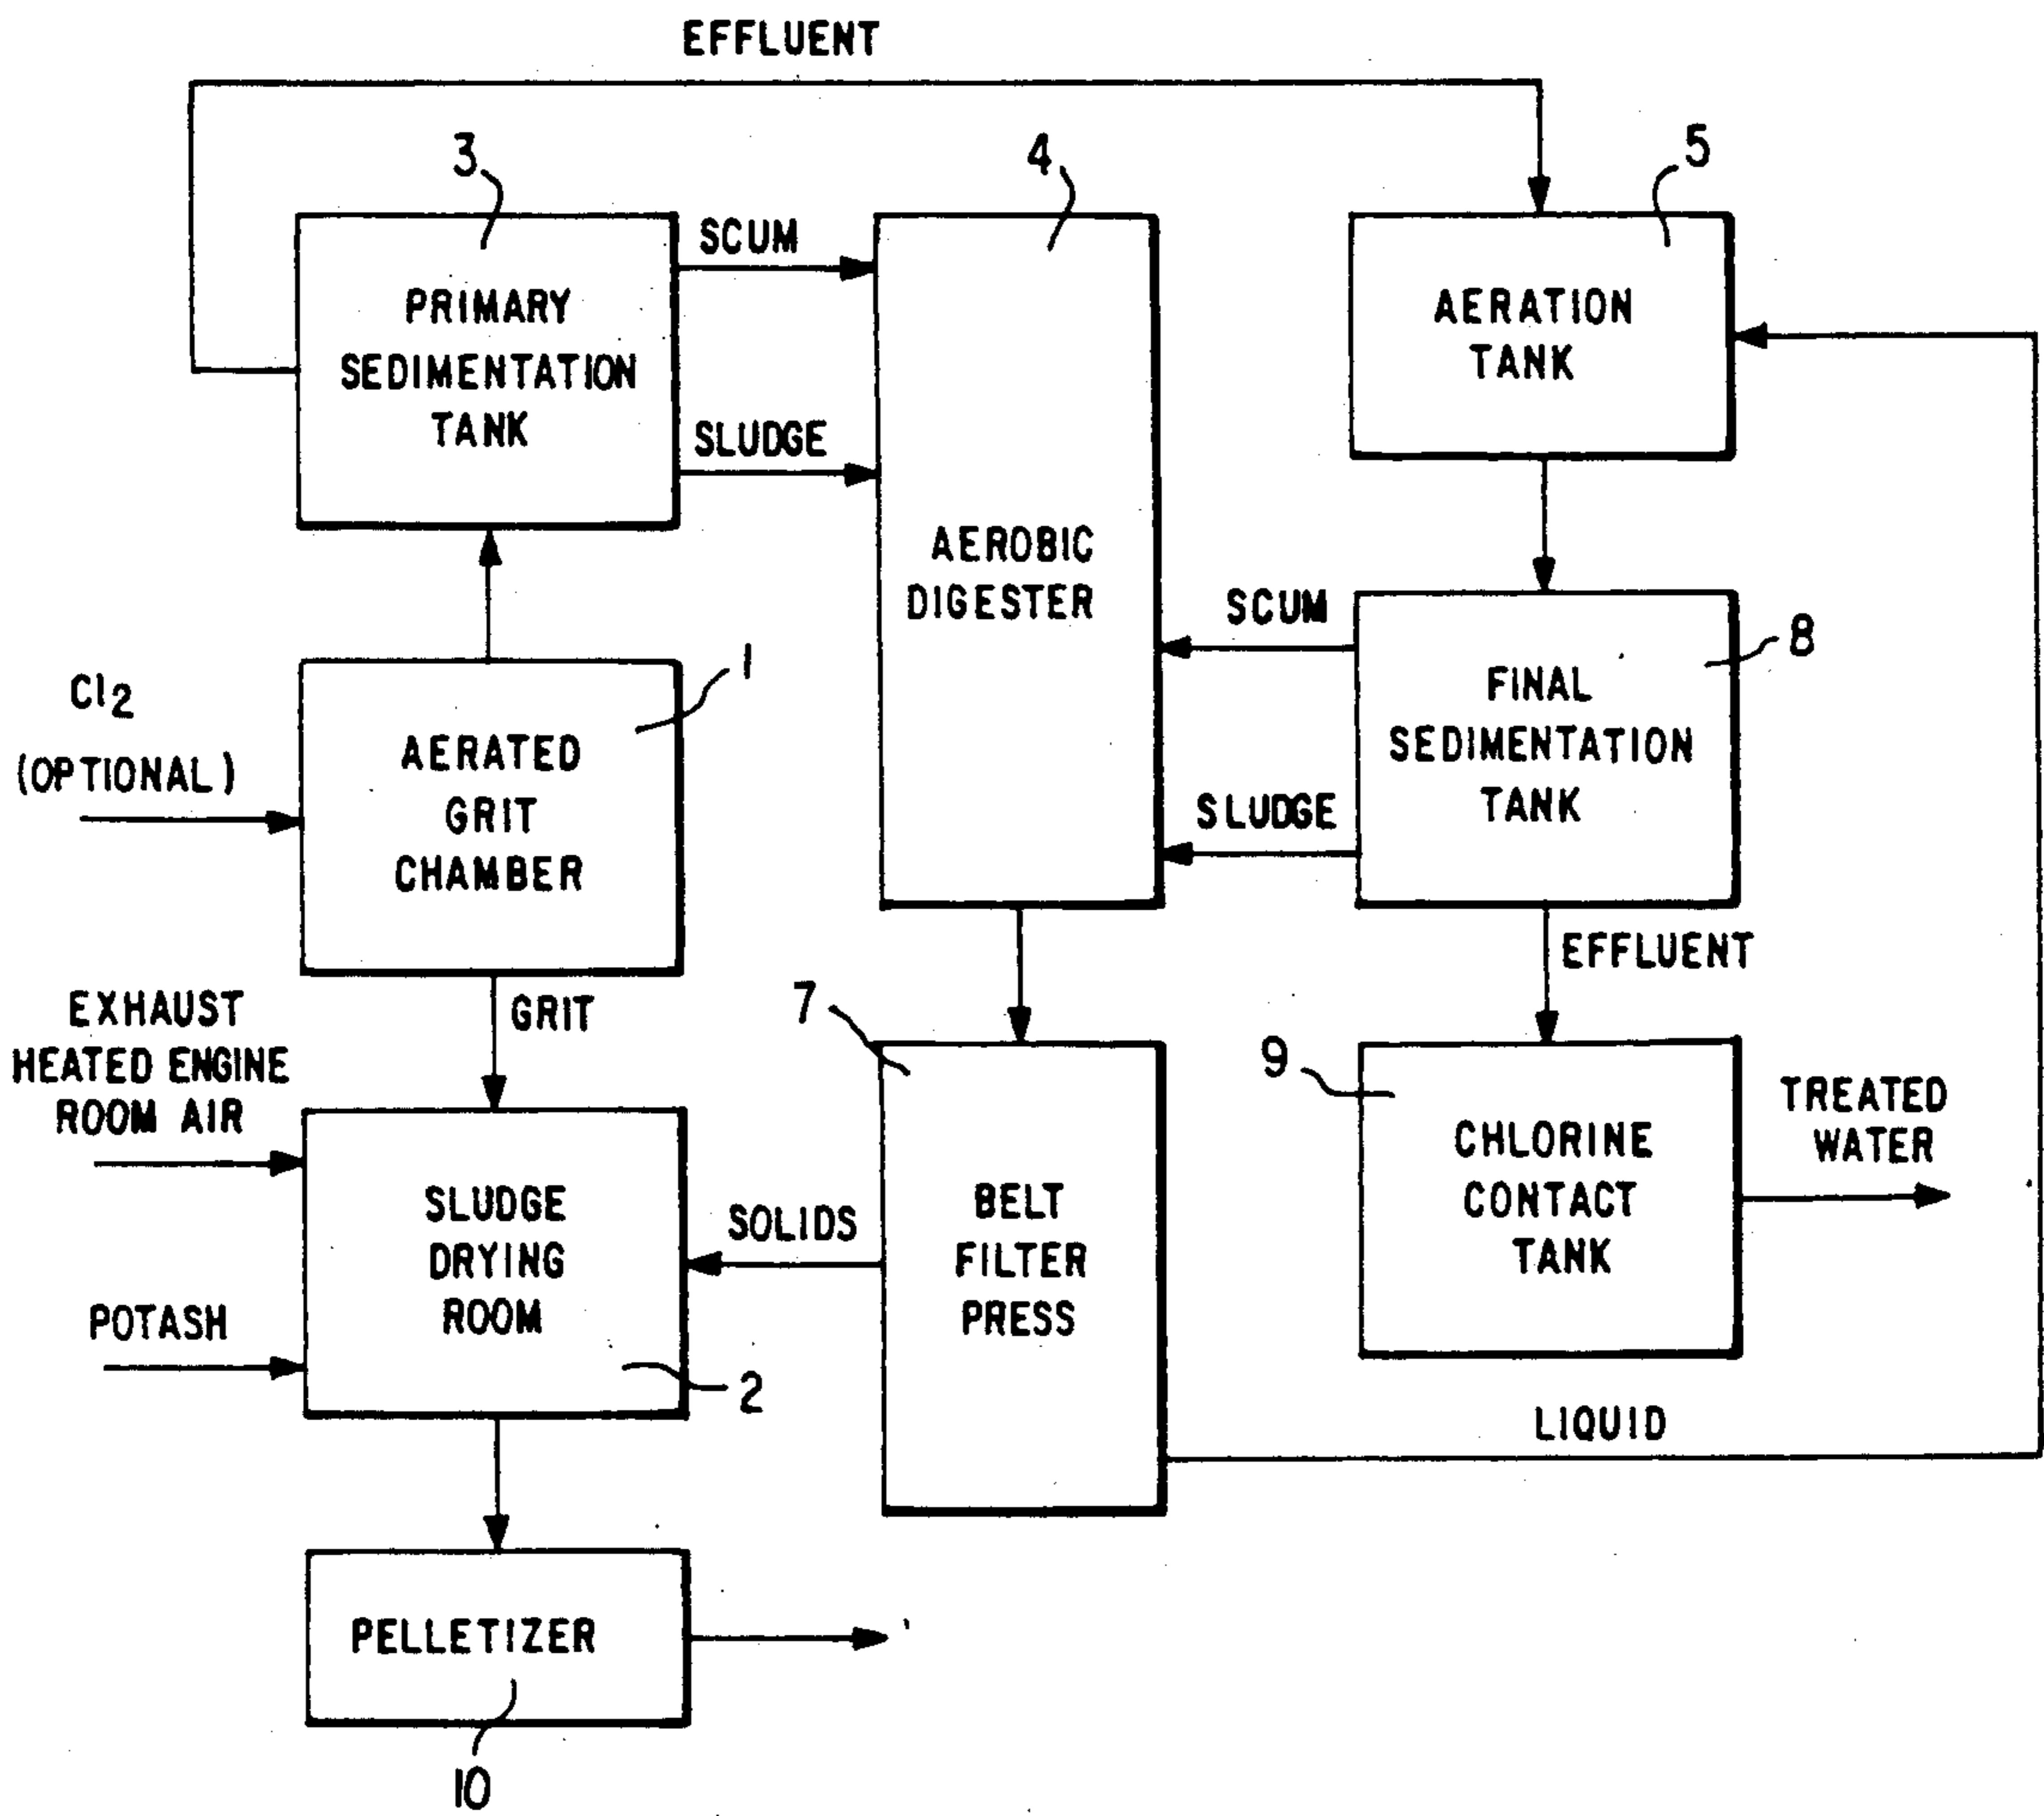 EFFLUENT
3
4
5
SCUM
PRIMARY
SEDIMENTATION
TANK
SLUDGE
AERATION
TANK
AEROBIC
DIGESTER
SCUM
8
FINAL
SEDIMENTATION
TANK
SLUDGE
Cl2
(OPTIONAL)
1
AERATED
GRIT
CHAMBER
GRIT
EFFLUENT
EXHAUST
HEATED ENGINE
ROOM AIR
7
9
CHLORINE
CONTACT
TANK
TREATED
WATER
SLUDGE
DRYING
ROOM
SOLIDS
BELT
FILTER
PRESS
POTASH
2
LIQUID
PELLETIZER
10